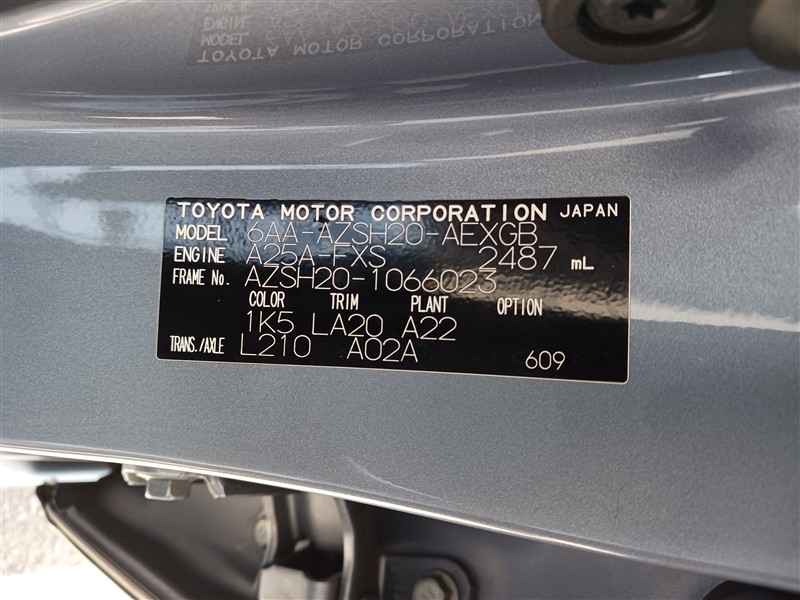 TOYOTA MOTOR CORPORATION JAPAN
MODEL 6AA-AZSH20-AEXGB
ENGINE A25A-FXS 2487 mL
FRAME No. AZSH20-1066023
COLOR TRIM PLANT OPTION
1K5 LA20 A22
TRANS./AXLE L210 A02A 609